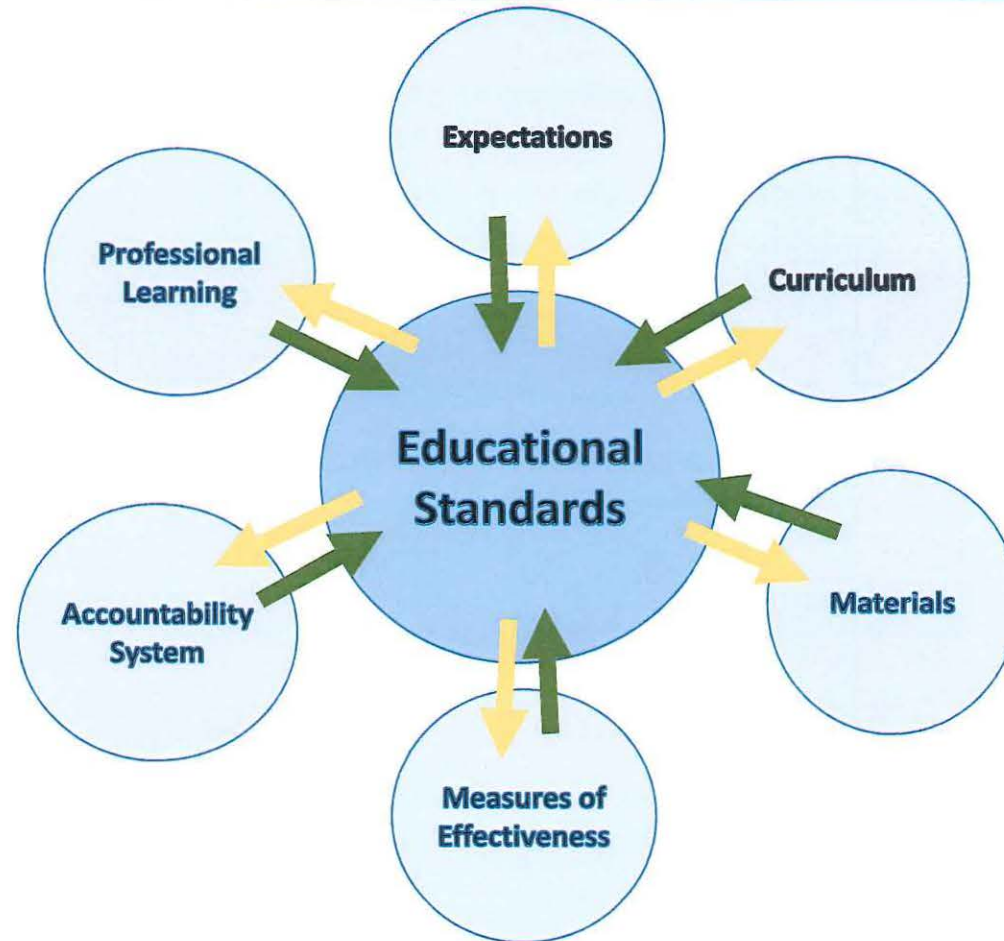 Expectations
Professional
Learning
Curriculum
Educational
Standards
Accountability
System
Materials
Measures of
Effectiveness